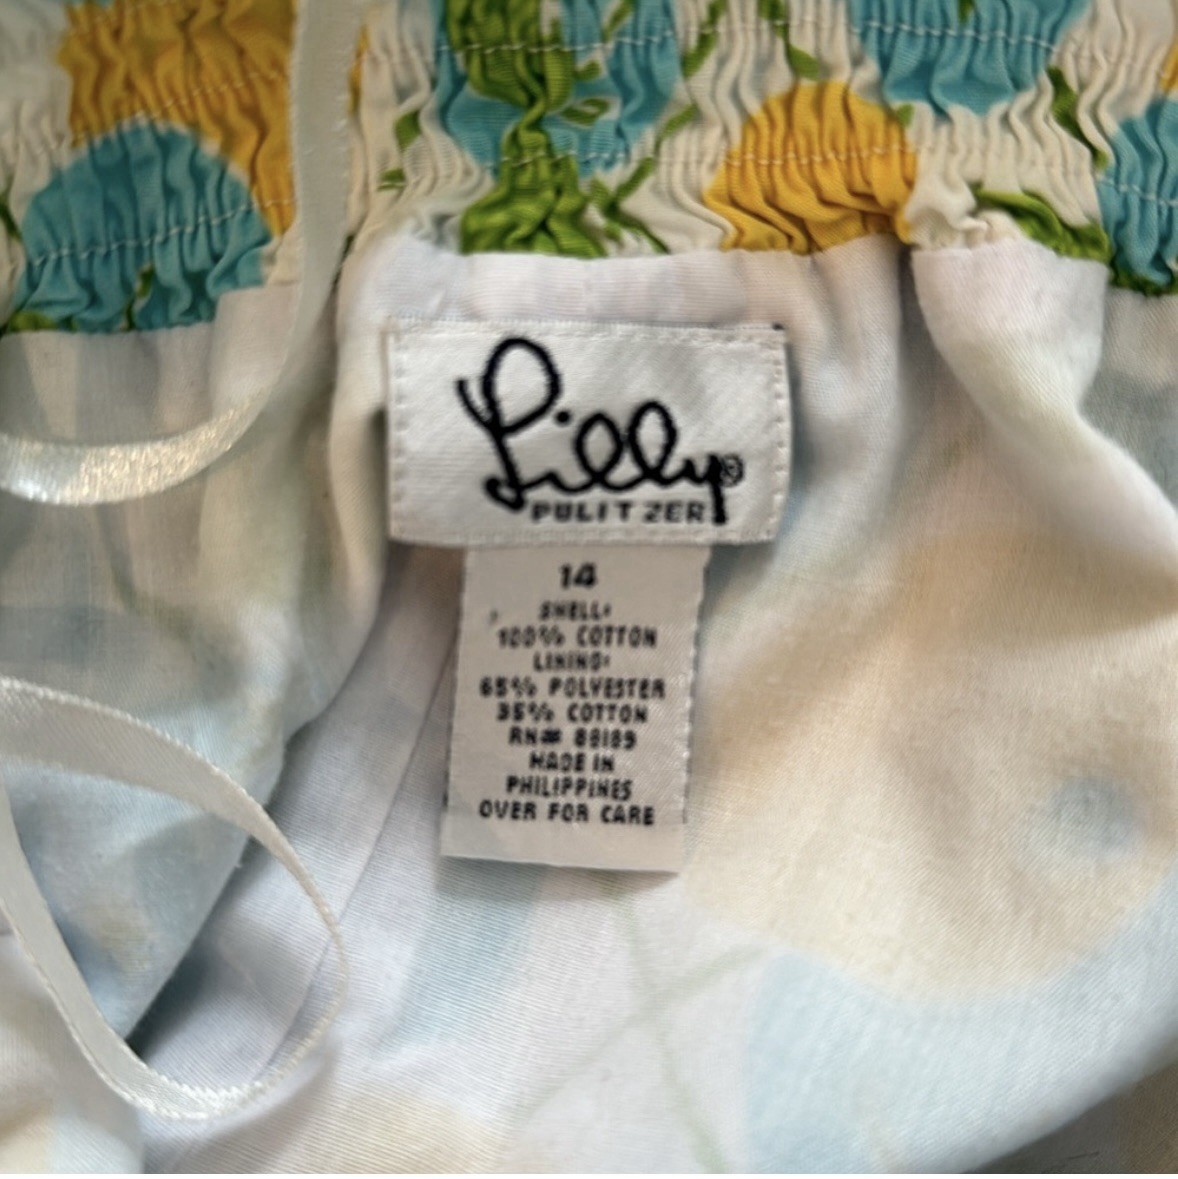 Lilly®
PULITZER
14
SHELL:
100% COTTON
LINING:
65% POLYESTER
35% COTTON
RN# 88189
MADE IN
PHILIPPINES
OVER FOR CARE